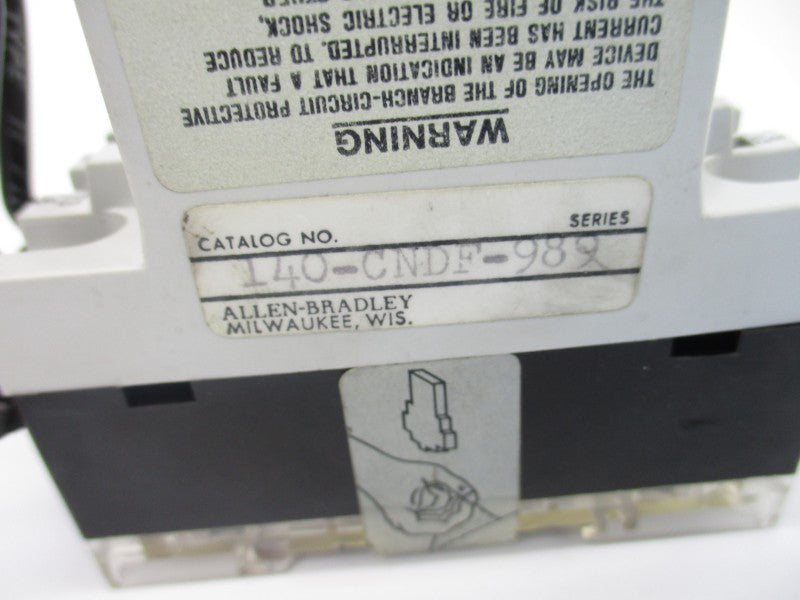 WARNING
THE OPENING OF THE BRANCH-CIRCUIT PROTECTIVE
DEVICE MAY BE AN INDICATION THAT A FAULT
CURRENT HAS BEEN INTERRUPTED. TO REDUCE
THE RISK OF FIRE OR ELECTRIC SHOCK,
CATALOG NO. SERIES
140-CNDF-989
ALLEN-BRADLEY
MILWAUKEE, WIS.